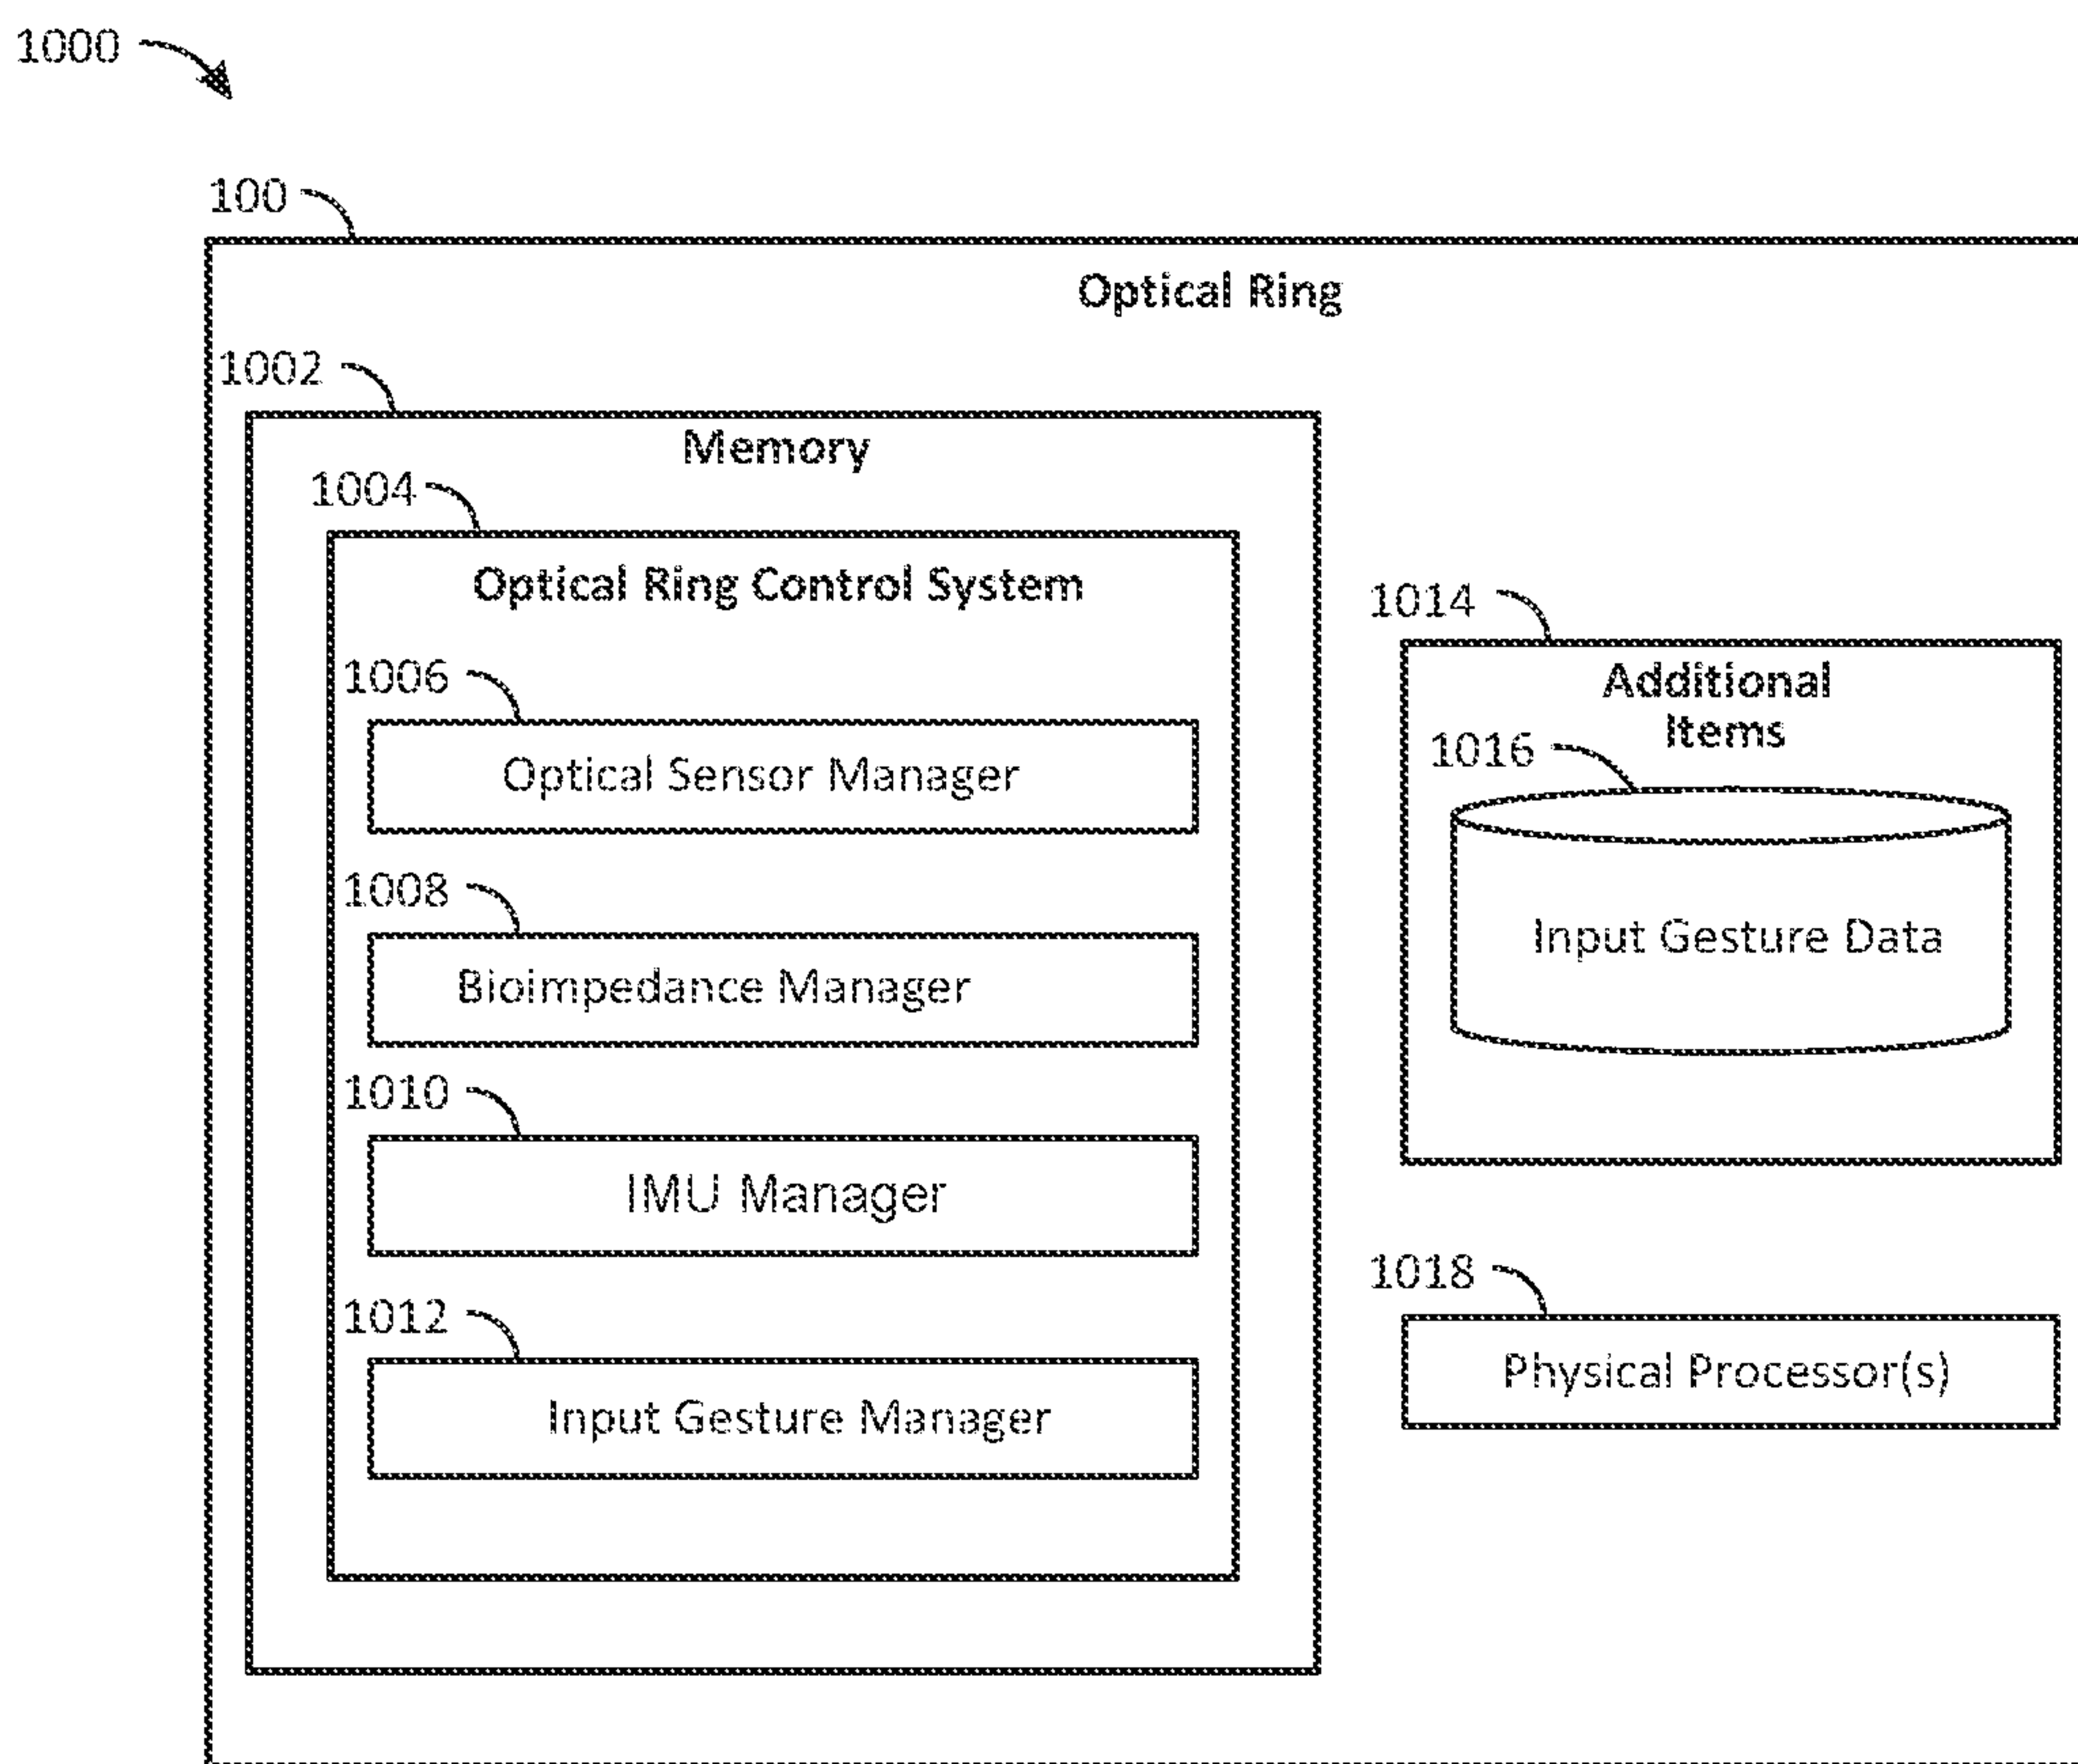 1000
100
Optical Ring
1002
Memory
1004
Optical Ring Control System
1006
Optical Sensor Manager
1008
Bioimpedance Manager
1010
IMU Manager
1012
Input Gesture Manager
1014
Additional
Items
1016
Input Gesture Data
1018
Physical Processor(s)